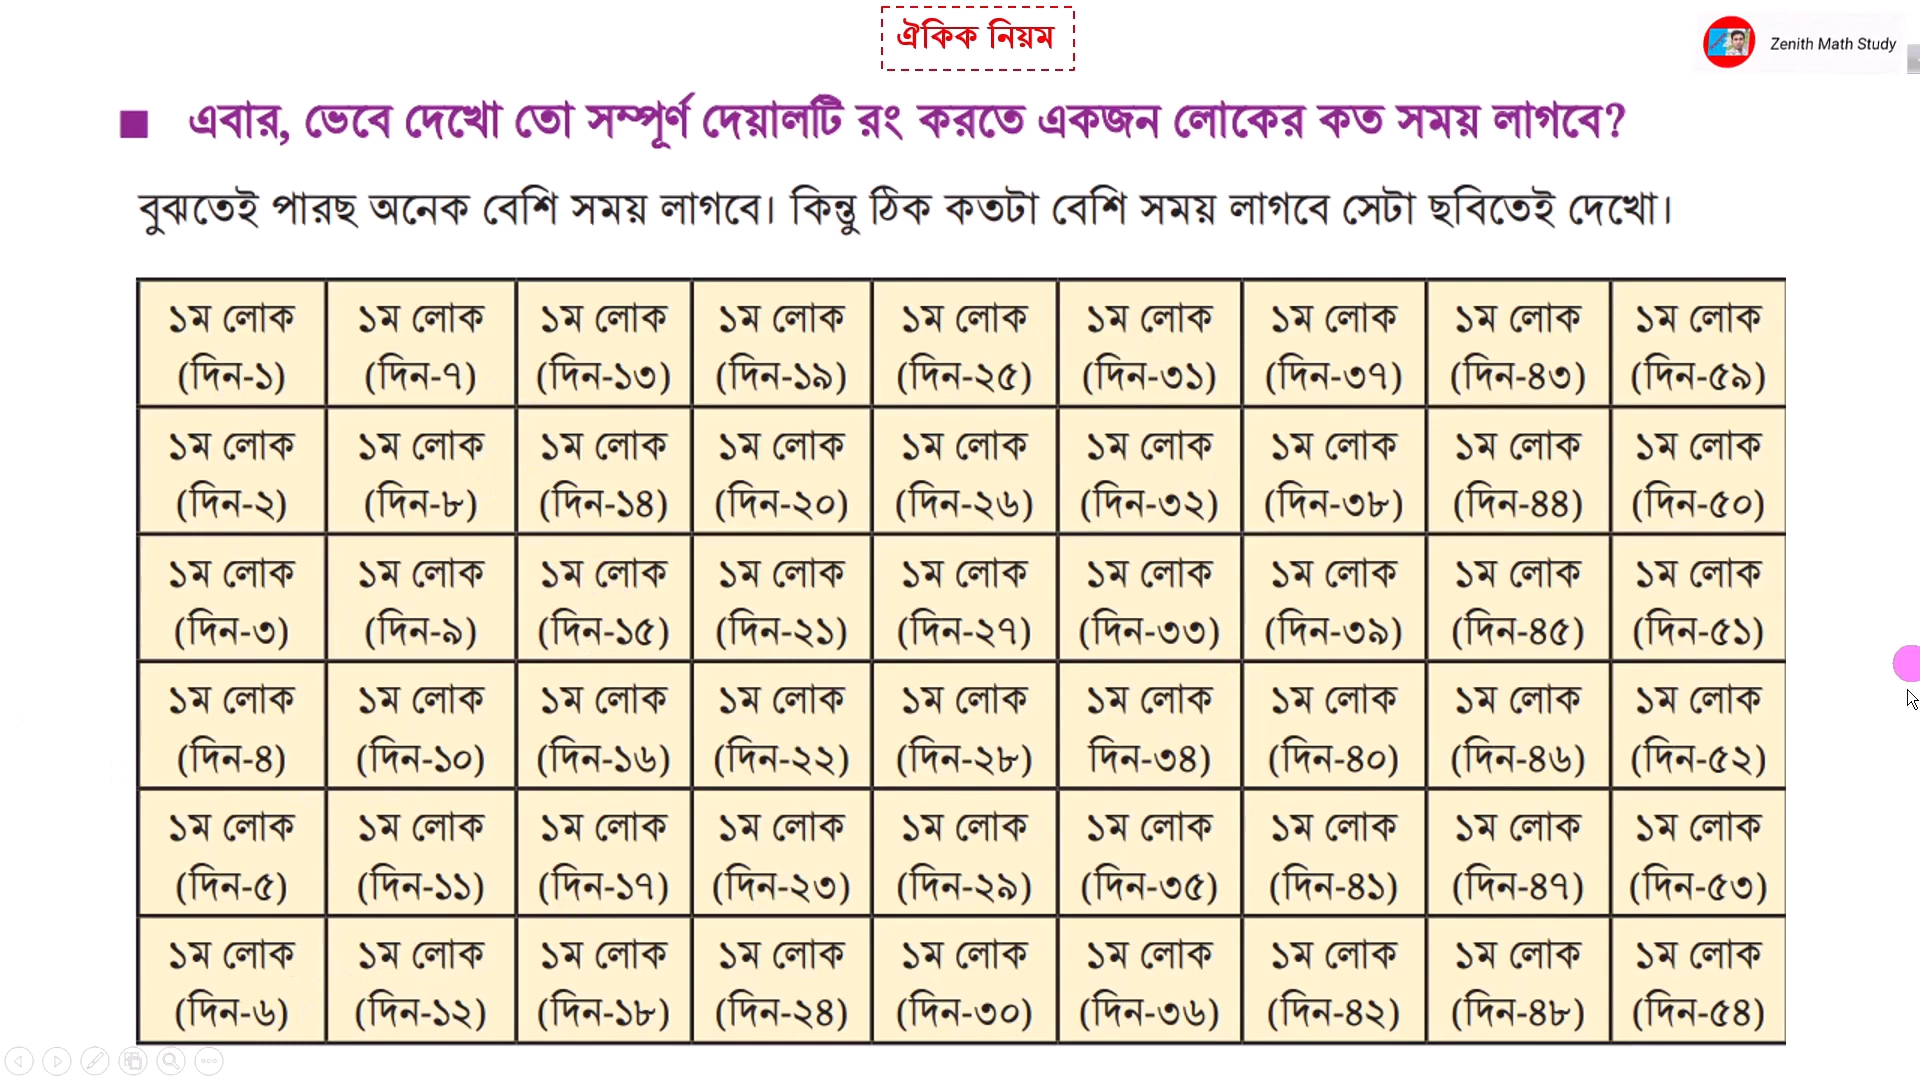 ঐকিক নিয়ম
Zenith Math Study
■ এবার, ভেবে দেখো তো সম্পূর্ণ দেয়ালটি রং করতে একজন লোকের কত সময় লাগবে?
বুঝতেই পারছ অনেক বেশি সময় লাগবে। কিন্তু ঠিক কতটা বেশি সময় লাগবে সেটা ছবিতেই দেখো।
১ম লোক ১ম লোক ১ম লোক ১ম লোক ১ম লোক ১ম লোক ১ম লোক ১ম লোক ১ম লোক
(দিন-১) (দিন-৭) (দিন-১৩) (দিন-১৯) (দিন-২৫) (দিন-৩১) (দিন-৩৭) (দিন-৪৩) (দিন-৫৯)
১ম লোক ১ম লোক ১ম লোক ১ম লোক ১ম লোক ১ম লোক ১ম লোক ১ম লোক ১ম লোক
(দিন-২) (দিন-৮) (দিন-১৪) (দিন-২০) (দিন-২৬) (দিন-৩২) (দিন-৩৮) (দিন-৪৪) (দিন-৫০)
১ম লোক ১ম লোক ১ম লোক ১ম লোক ১ম লোক ১ম লোক ১ম লোক ১ম লোক ১ম লোক
(দিন-৩) (দিন-৯) (দিন-১৫) (দিন-২১) (দিন-২৭) (দিন-৩৩) (দিন-৩৯) (দিন-৪৫) (দিন-৫১)
১ম লোক ১ম লোক ১ম লোক ১ম লোক ১ম লোক ১ম লোক ১ম লোক ১ম লোক ১ম লোক
(দিন-৪) (দিন-১০) (দিন-১৬) (দিন-২২) (দিন-২৮) দিন-৩৪) (দিন-৪০) (দিন-৪৬) (দিন-৫২)
১ম লোক ১ম লোক ১ম লোক ১ম লোক ১ম লোক ১ম লোক ১ম লোক ১ম লোক ১ম লোক
(দিন-৫) (দিন-১১) (দিন-১৭) (দিন-২৩) (দিন-২৯) (দিন-৩৫) (দিন-৪১) (দিন-৪৭) (দিন-৫৩)
১ম লোক ১ম লোক ১ম লোক ১ম লোক ১ম লোক ১ম লোক ১ম লোক ১ম লোক ১ম লোক
(দিন-৬) (দিন-১২) (দিন-১৮) (দিন-২৪) (দিন-৩০) (দিন-৩৬) (দিন-৪২) (দিন-৪৮) (দিন-৫৪)